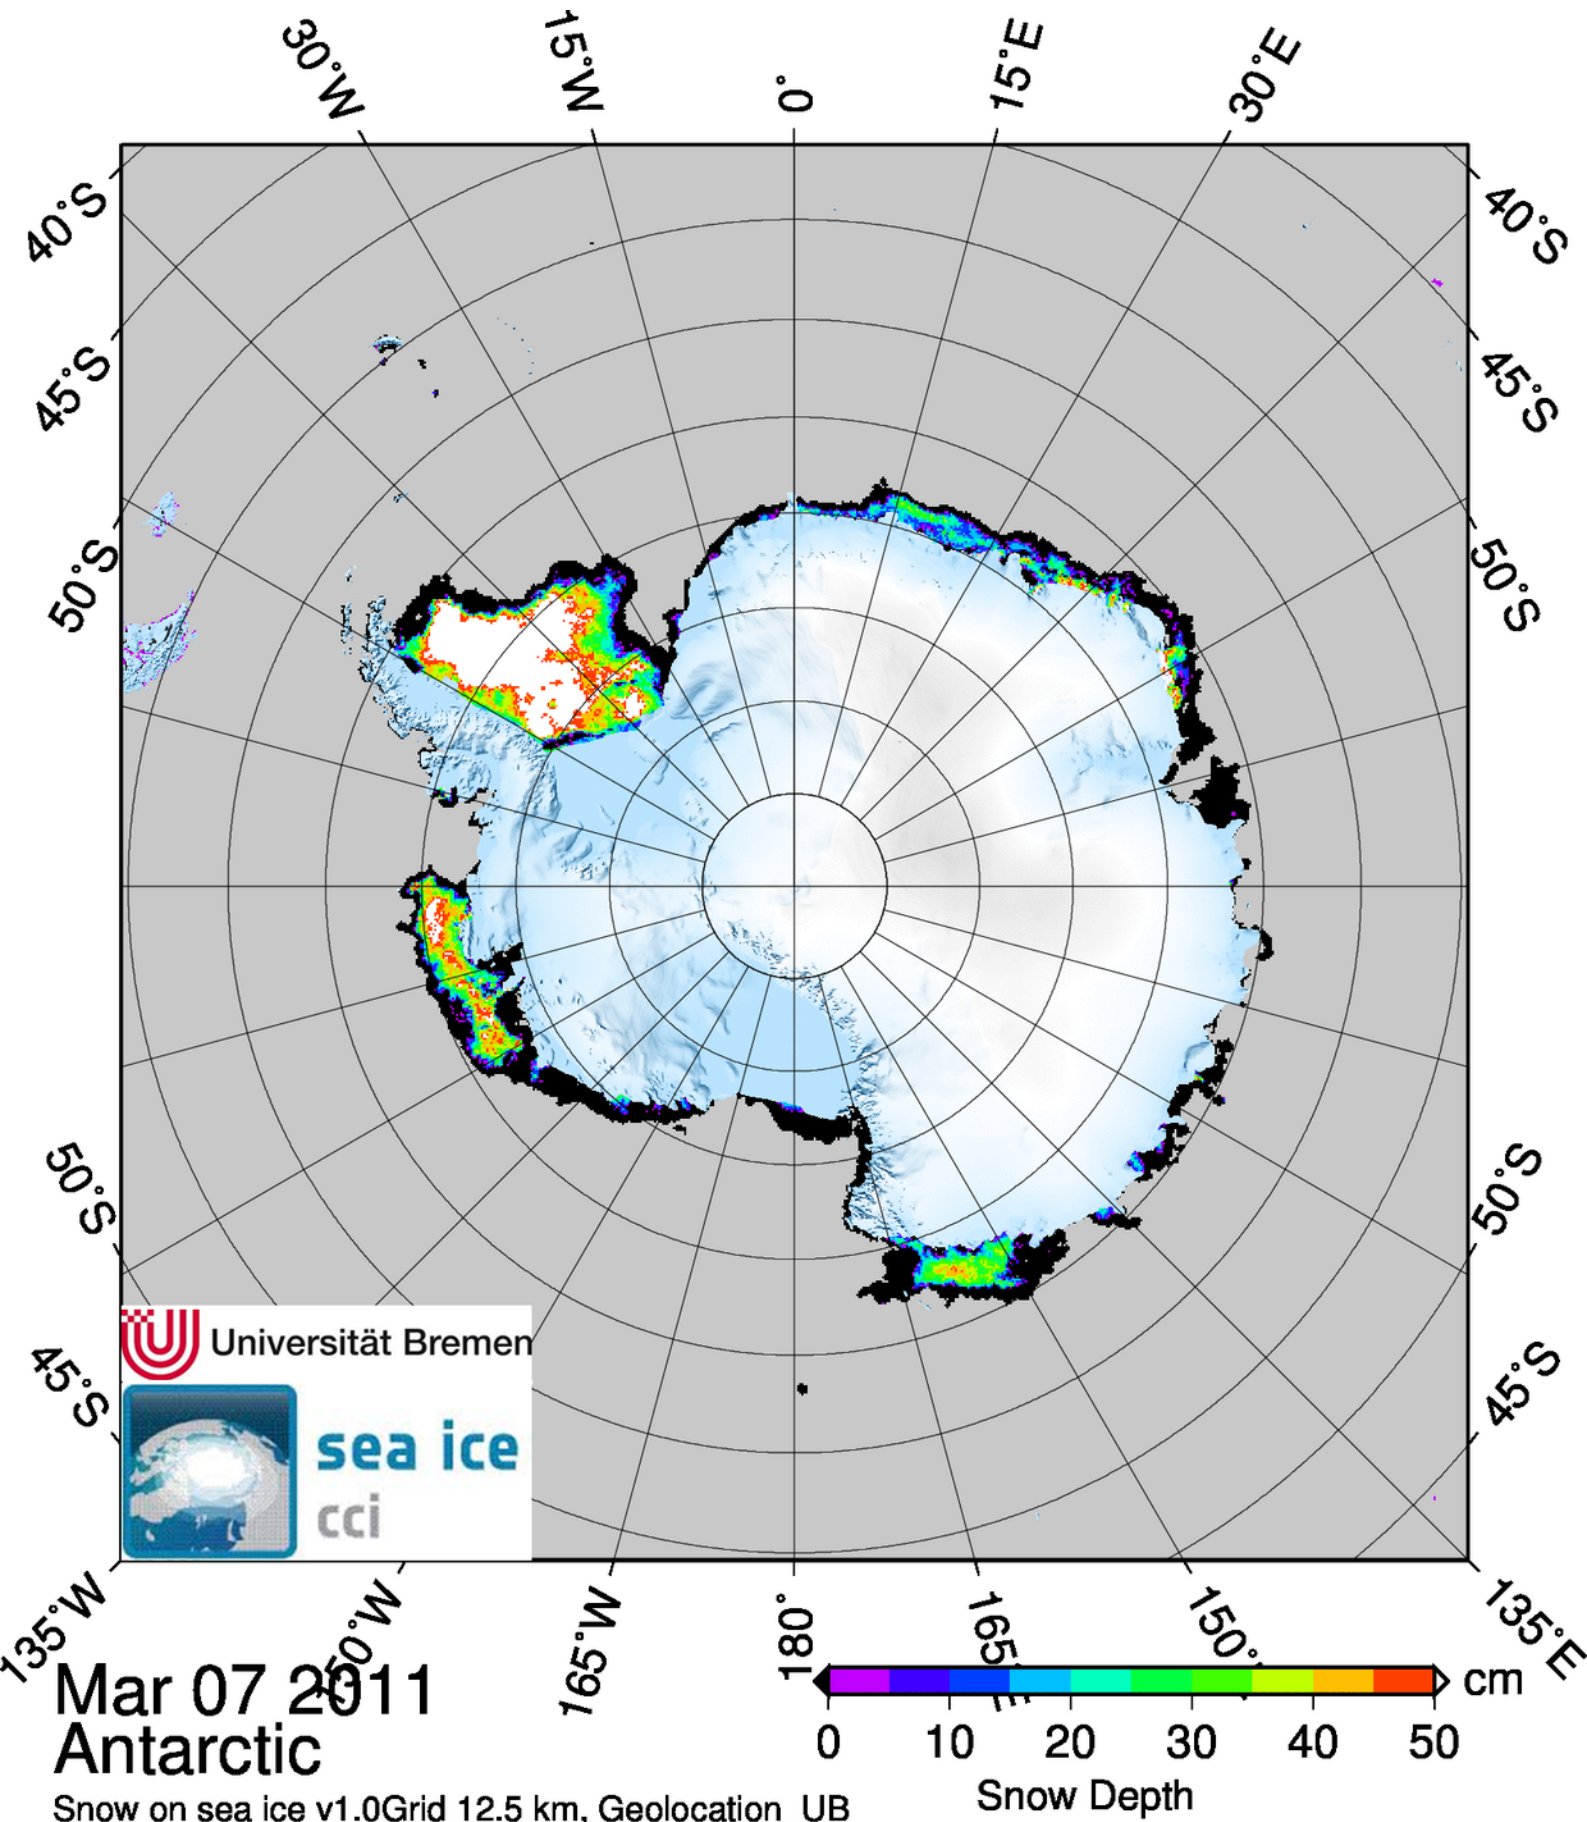 30°W 15°W 0° 15°E 30°E
40°S 40°S
45°S 45°S
50°S 50°S
50°S 50°S
45°S 45°S
Universität Bremen
sea ice
cci
135°W 165°W 180° 165 150° 135°E
Mar 07 2011
Antarctic
Snow on sea ice v1.0Grid 12.5 km, Geolocation UB
cm
0 10 20 30 40 50
Snow Depth